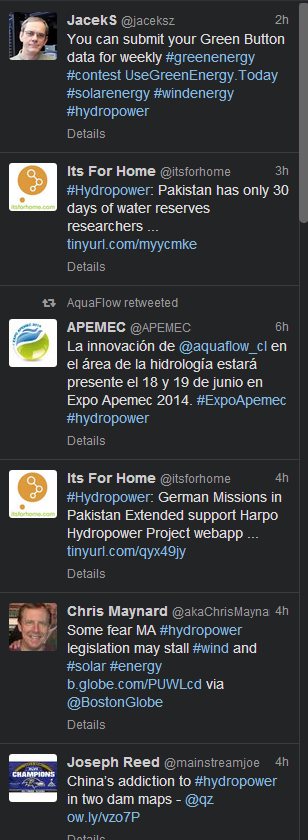 JacekS @jaceksz 2h
You can submit your Green Button
data for weekly #greenenergy
#contest UseGreenEnergy.Today
#solarenergy #windenergy
#hydropower
Details
Its For Home @itsforhome 3h
#Hydropower: Pakistan has only 30
days of water reserves
researchers ...
tinyurl.com/myycmke
Details
AquaFlow retweeted
APEMEC @APEMEC 6h
La innovación de @aquaflow_cl en
el área de la hidrología estará
presente el 18 y 19 de junio en
Expo Apemec 2014. #ExpoApemec
#hydropower
Details
Its For Home @itsforhome 4h
#Hydropower: German Missions in
Pakistan Extended support Harpo
Hydropower Project webapp ...
tinyurl.com/qyx49jy
Details
Chris Maynard @akaChrisMayna 4h
Some fear MA #hydropower
legislation may stall #wind and
#solar #energy
b.globe.com/PUWLcd via
@BostonGlobe
Details
Joseph Reed @mainstreamjoe 4h
China's addiction to #hydropower
in two dam maps - @qz
ow.ly/vzo7P
Details
itsforhome.com
itsforhome.com
CHAMPIONS